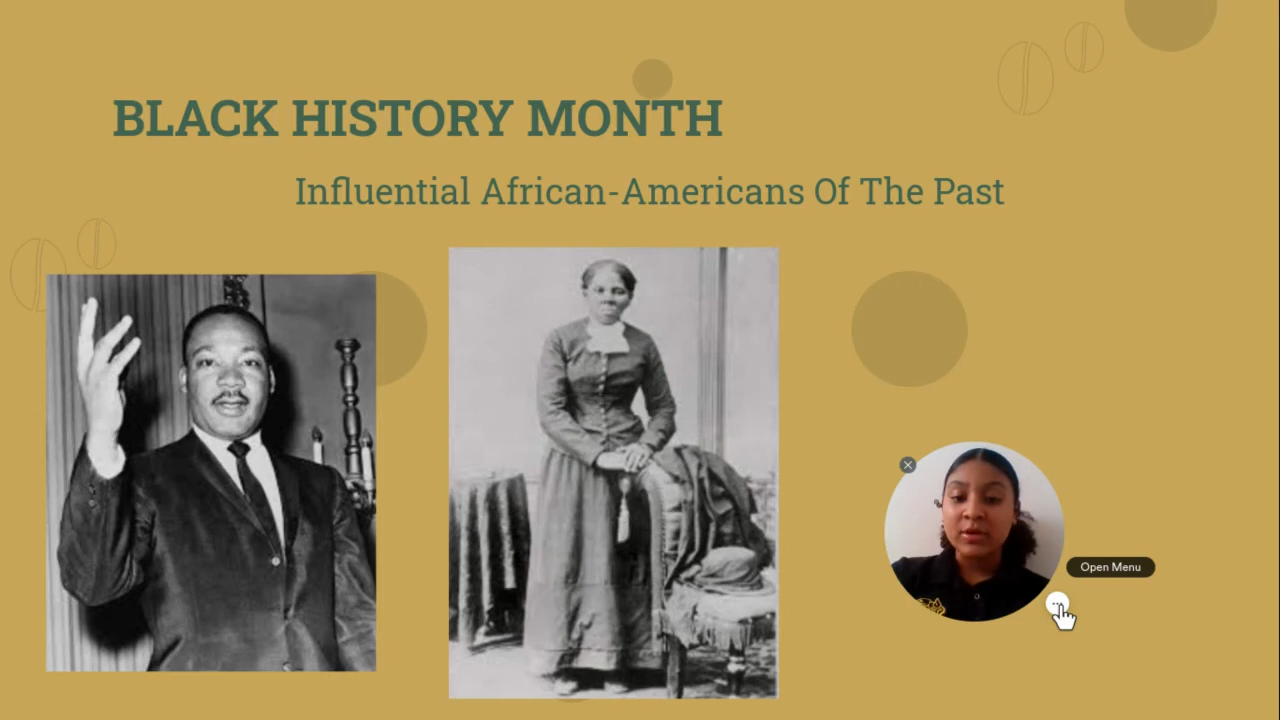 BLACK HISTORY MONTH
Influential African-Americans Of The Past
Open Menu